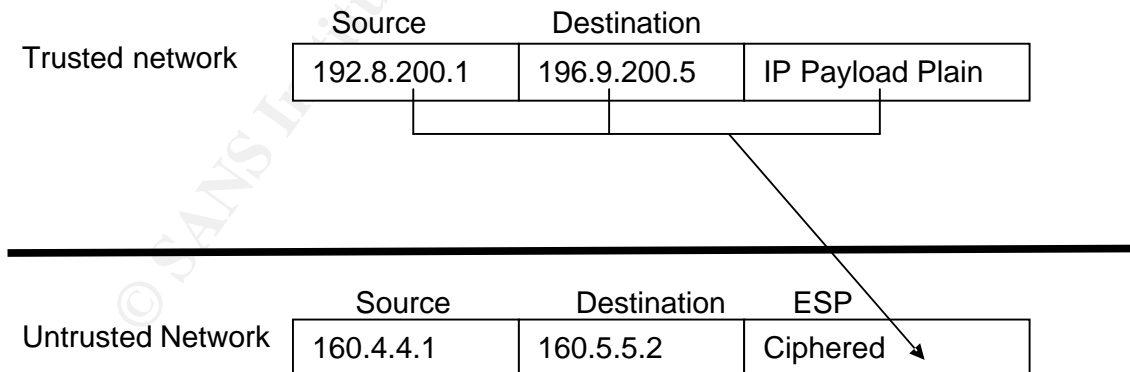 Source Destination
Trusted network 192.8.200.1 196.9.200.5 IP Payload Plain
© SANS
Source Destination ESP
Untrusted Network 160.4.4.1 160.5.5.2 Ciphered